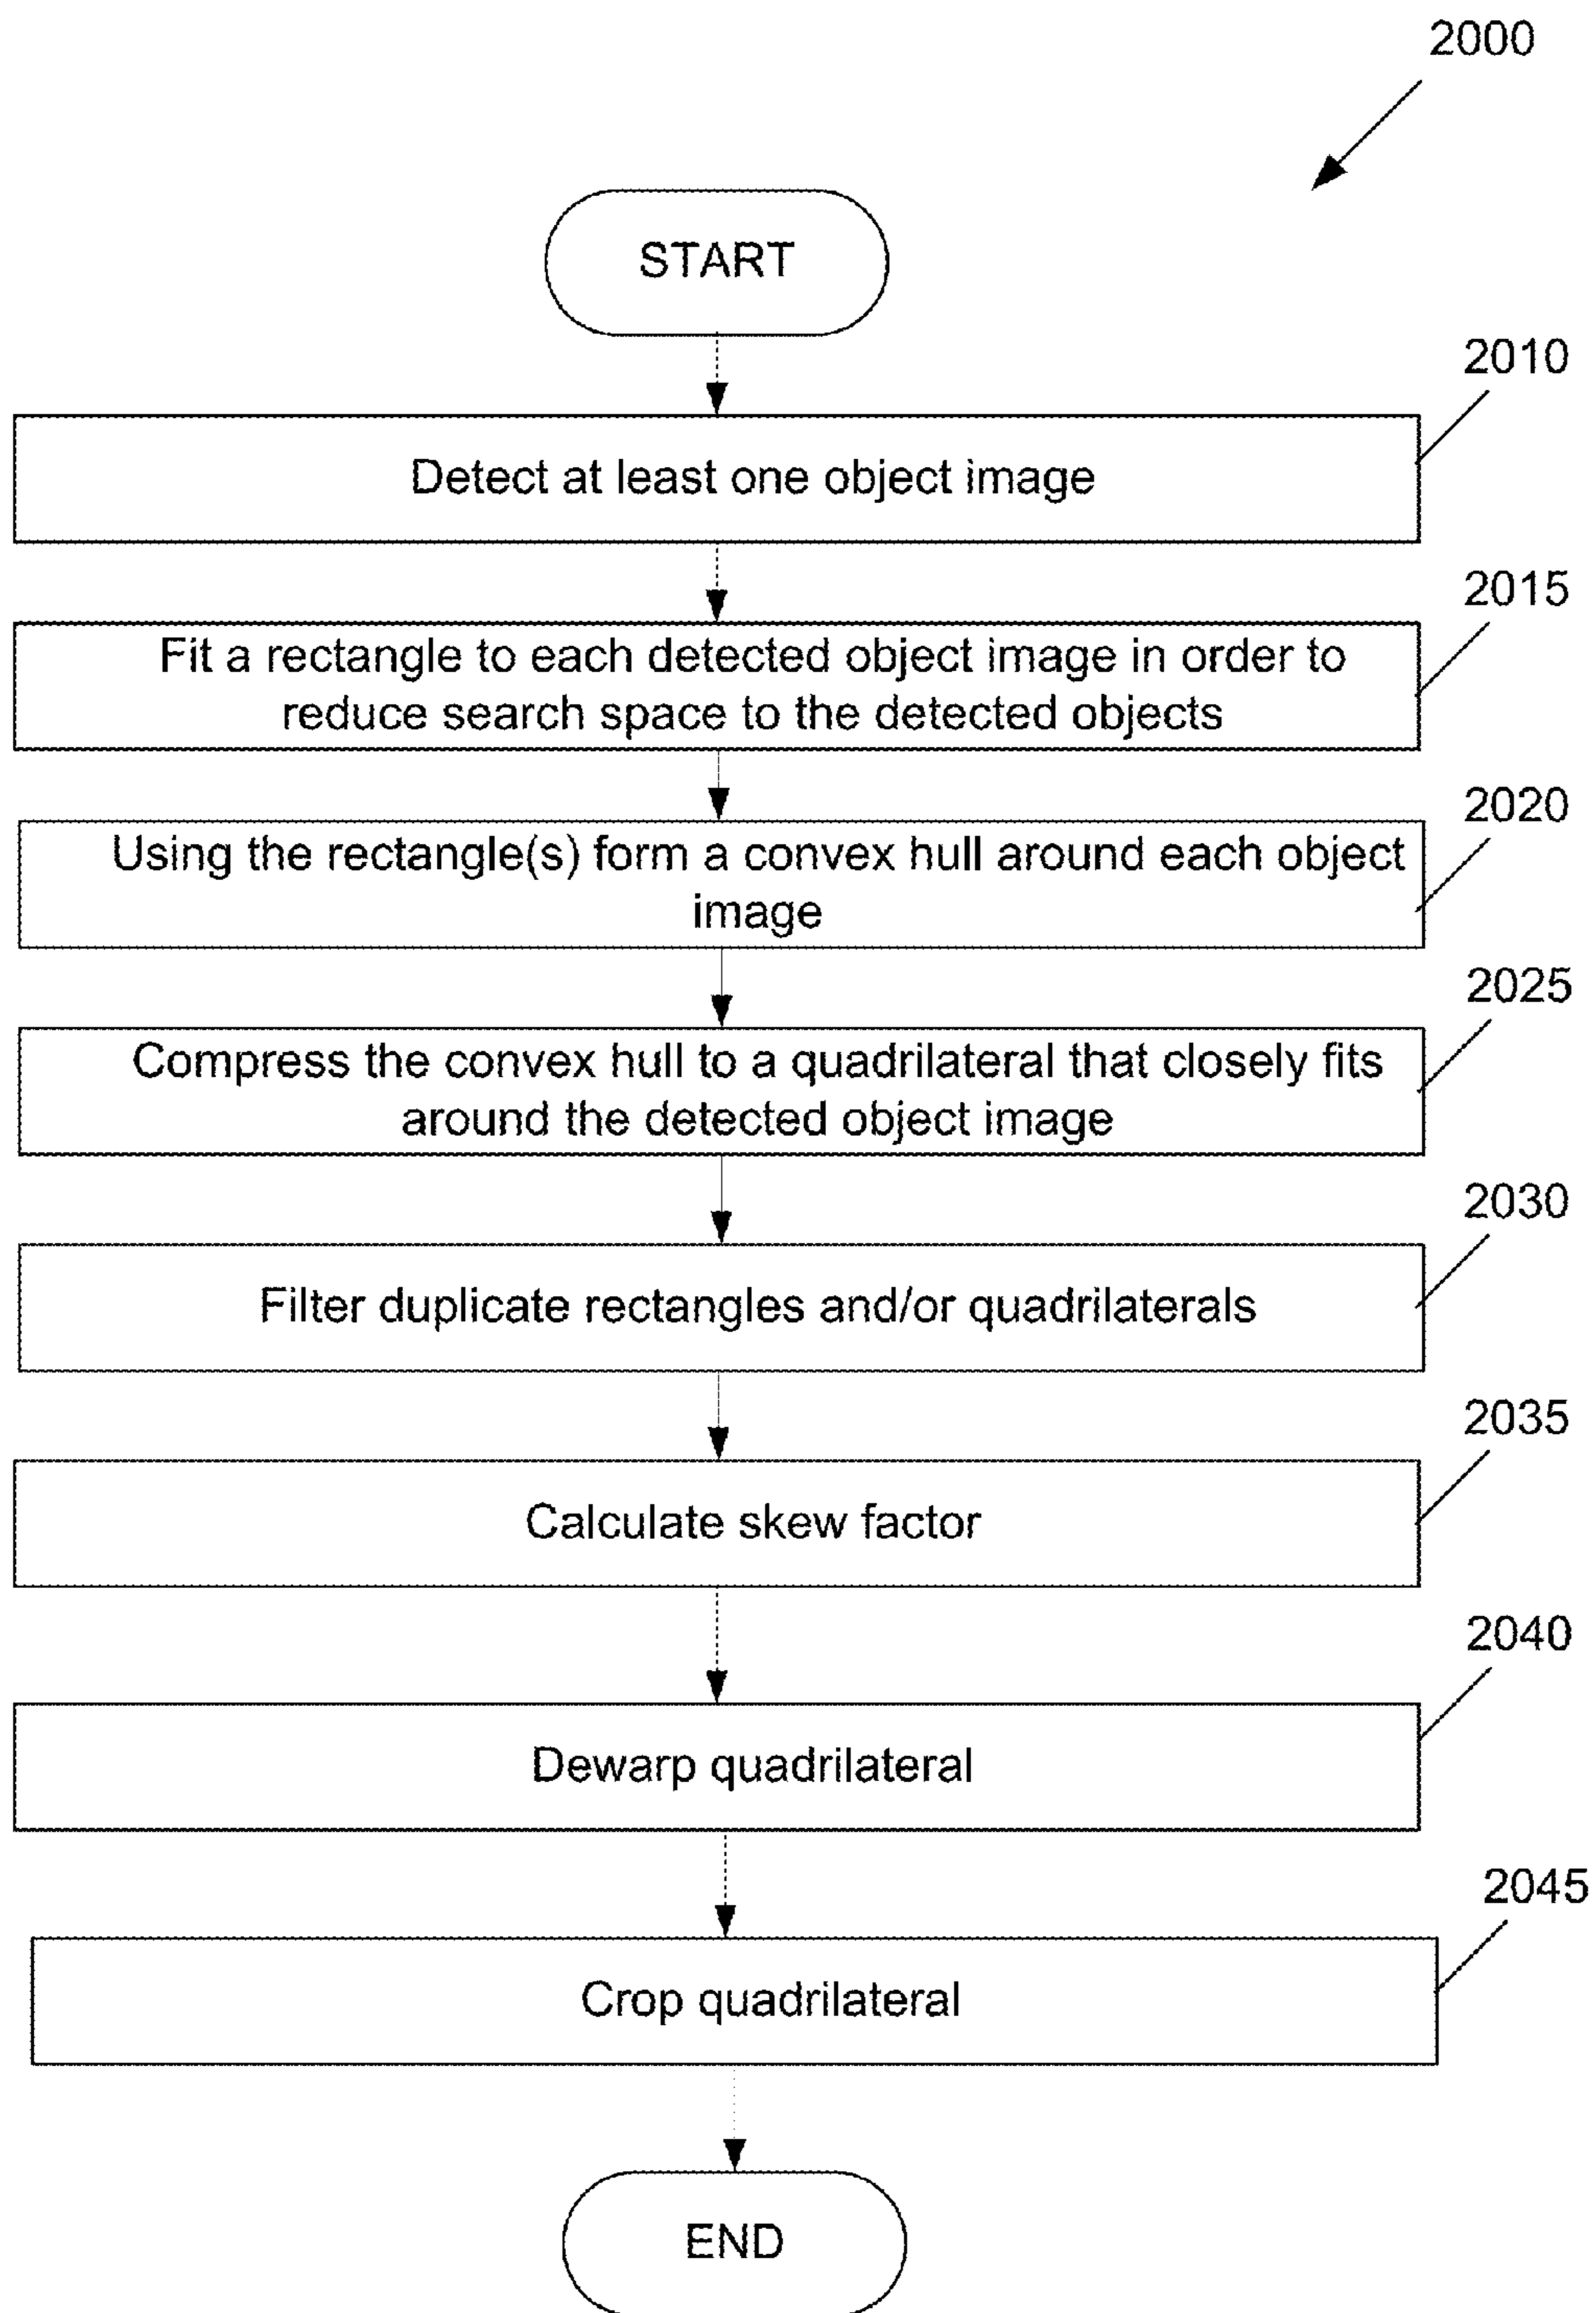 2000
START
2010
Detect at least one object image
2015
Fit a rectangle to each detected object image in order to
reduce search space to the detected objects
2020
Using the rectangle(s) form a convex hull around each object
image
2025
Compress the convex hull to a quadrilateral that closely fits
around the detected object image
2030
Filter duplicate rectangles and/or quadrilaterals
2035
Calculate skew factor
2040
Dewarp quadrilateral
2045
Crop quadrilateral
END